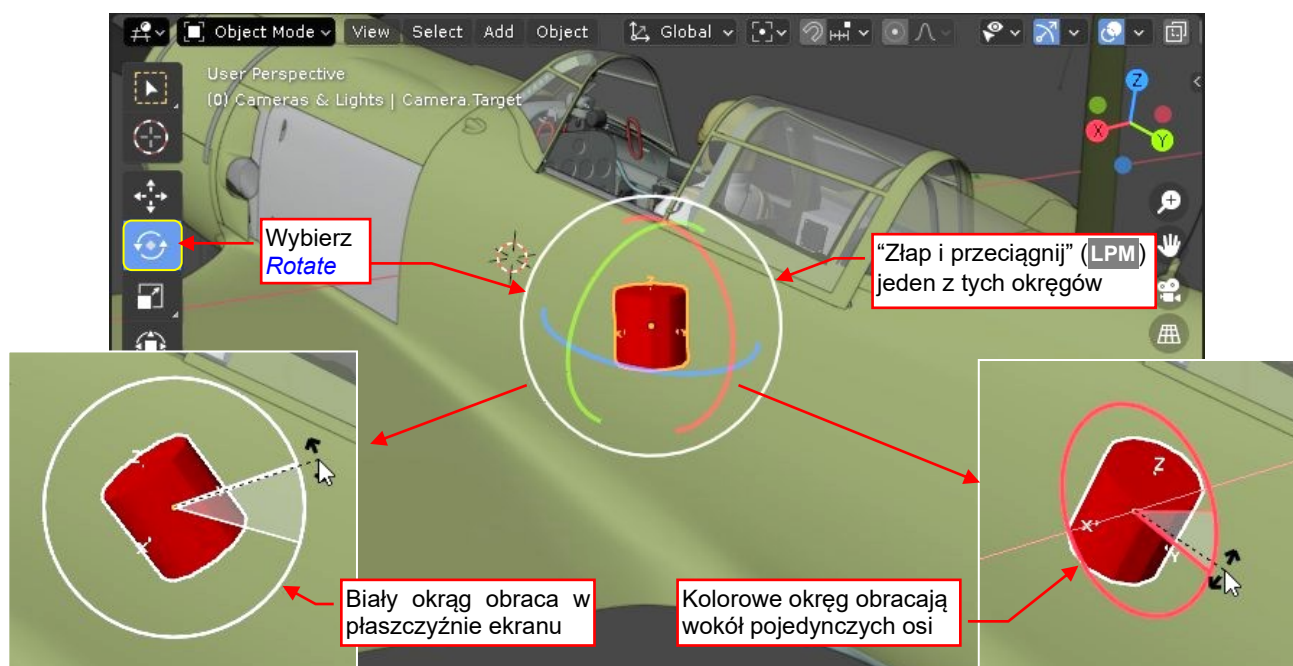 Object Mode View Select Add Object Global
User Perspective
(0) Cameras & Lights | Camera.Target
Z
X
Y
Wybierz
Rotate
“Złap i przeciągnij” (LPM)
jeden z tych okręgów
Z
X
Y
Z
X
Z
X
Y
Biały okrąg obraca w
płaszczyźnie ekranu
Kolorowe okręg obracają
wokół pojedynczych osi